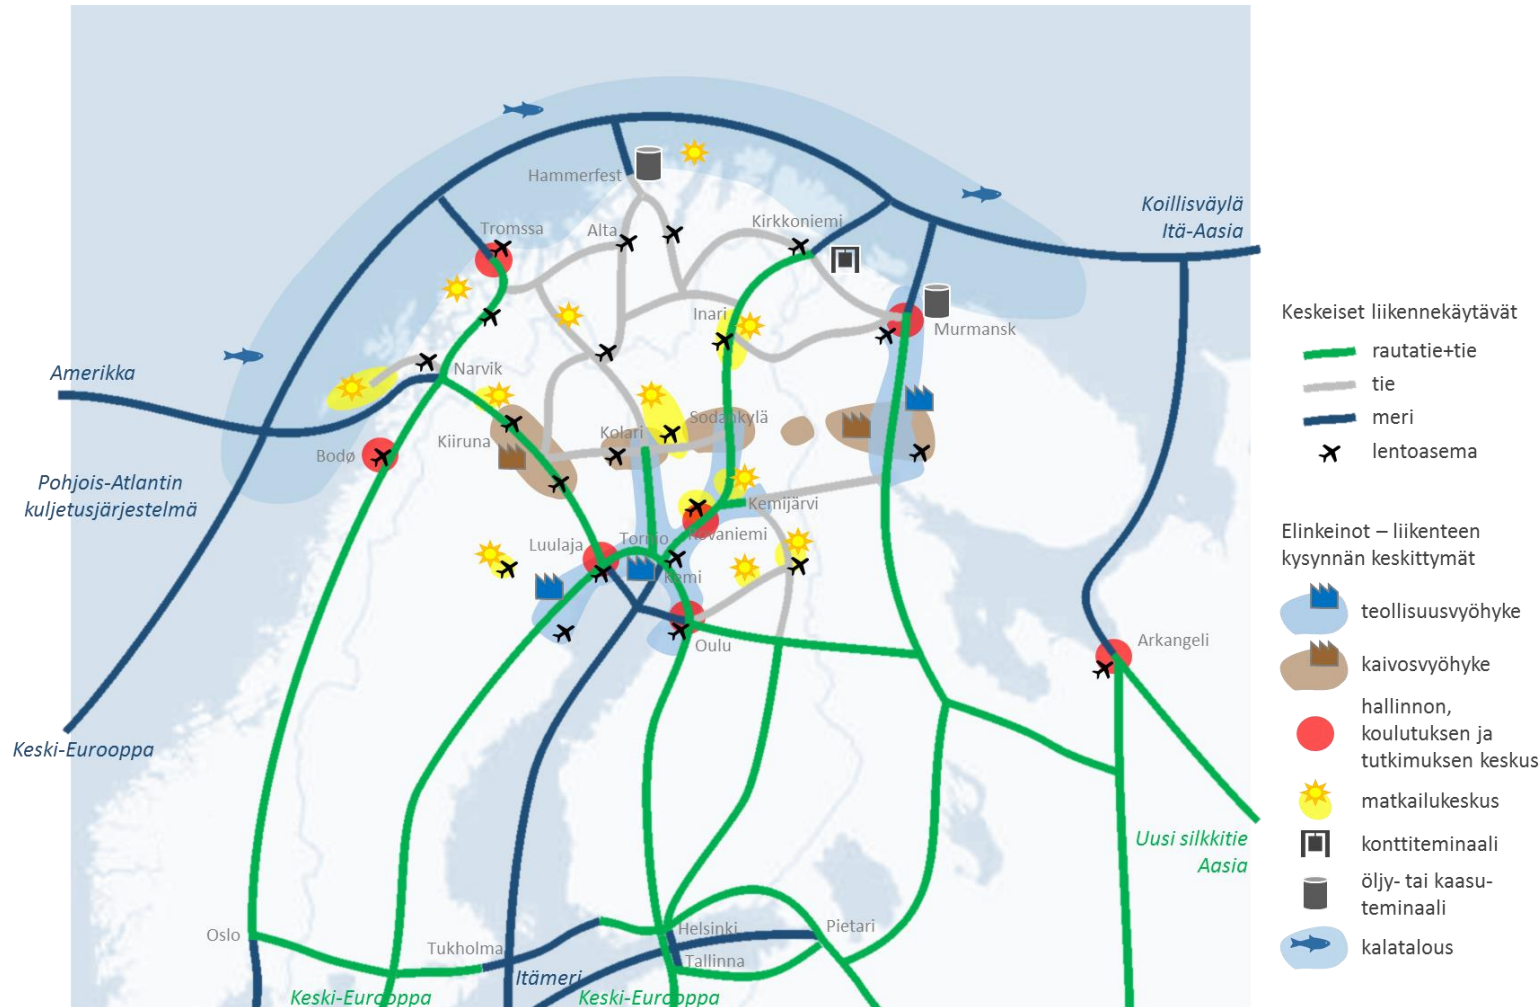 Hammerfest
Koillisväylä
Itä-Aasia
Tromssa
Alta
Kirkkoniemi
Inari
Murmansk
Amerikka
Narvik
Sodankylä
Kolari
Kiiruna
Bodø
Pohjois-Atlantin
kuljetusjärjestelmä
Kemijärvi
Rovaniemi
Tornio
Luulaja
Kemi
Oulu
Arkangeli
Keski-Eurooppa
Uusi silkkitie
Aasia
Oslo
Tukholma
Helsinki
Pietari
Tallinna
Itämeri
Keski-Eurooppa
Keski-Eurooppa
Keskeiset liikennekäytävät
rautatie+tie
tie
meri
lentoasema
Elinkeinot – liikenteen
kysynnän keskittymät
teollisuusvyöhyke
kaivosvyöhyke
hallinnon,
koulutuksen ja
tutkimuksen keskus
matkailukeskus
konttiteminaali
öljy- tai kaasu-
teminaali
kalatalous